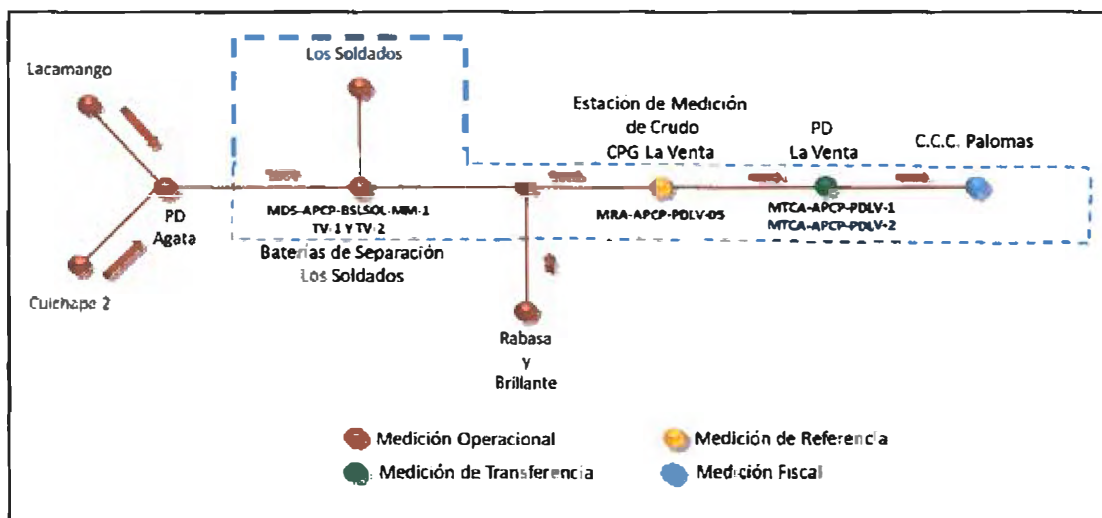 Los Soldados
Lacamango
Estación de Medición
de Crudo
CPG La Venta
PD
La Venta
C.C.C. Palomas
PD
Agata
MDS-APCP-BSLSOL-MM-1
TV-1 Y TV-2
Baterías de Separación
Los Soldados
MRA-APCP-PDLV-05
MTCA-APCP-PDLV-1
MTCA-APCP-PDLV-2
Cuichape 2
Rabasa
y
Brillante
Medición Operacional
Medición de Referencia
Medición de Transferencia
Medición Fiscal